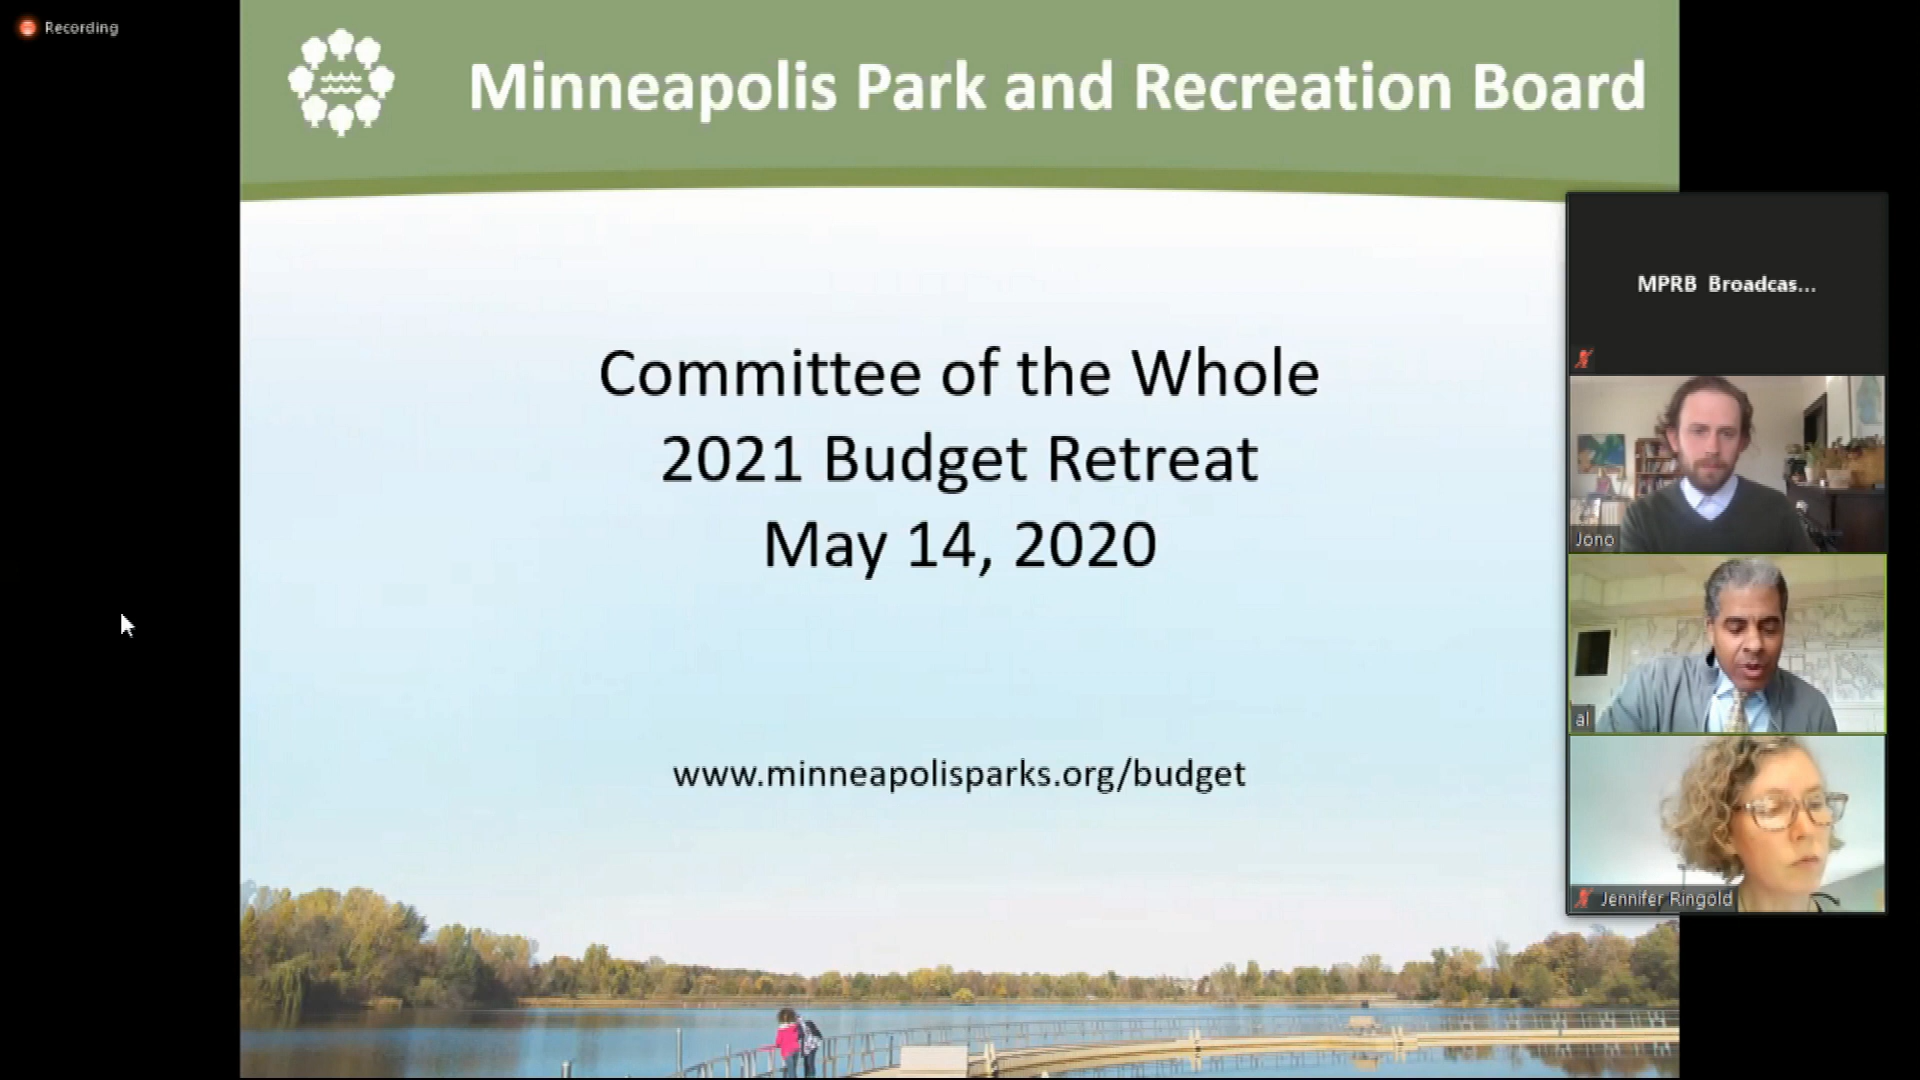 Recording
Minneapolis Park and Recreation Board
Committee of the Whole
2021 Budget Retreat
May 14, 2020
www.minneapolisparks.org/budget
MPRB Broadcas...
Jono
al
Jennifer Ringold